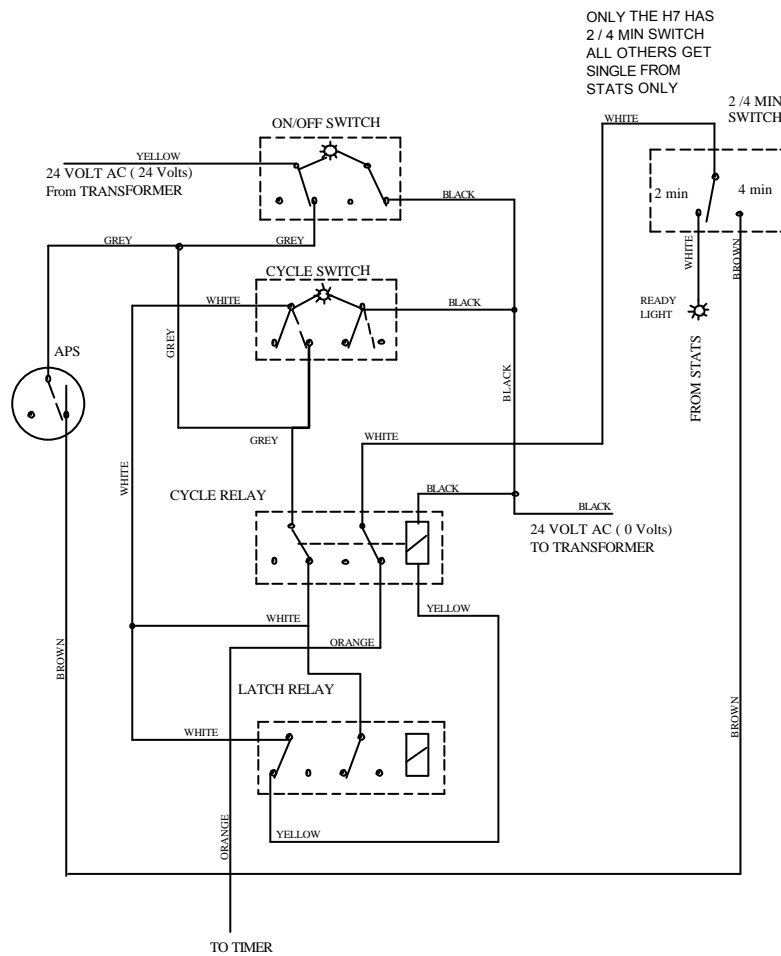 ONLY THE H7 HAS
2 / 4 MIN SWITCH
ALL OTHERS GET
SINGLE FROM
STATS ONLY
2 /4 MIN
SWITCH
WHITE
ON/OFF SWITCH
YELLOW
24 VOLT AC ( 24 Volts)
From TRANSFORMER
BLACK
2 min
4 min
GREY
GREY
WHITE
BROWN
CYCLE SWITCH
WHITE
BLACK
READY
LIGHT
GREY
APS
BLACK
FROM STATS
GREY
WHITE
WHITE
BLACK
CYCLE RELAY
BLACK
24 VOLT AC ( 0 Volts)
TO TRANSFORMER
YELLOW
WHITE
ORANGE
BROWN
LATCH RELAY
BROWN
WHITE
YELLOW
ORANGE
TO TIMER